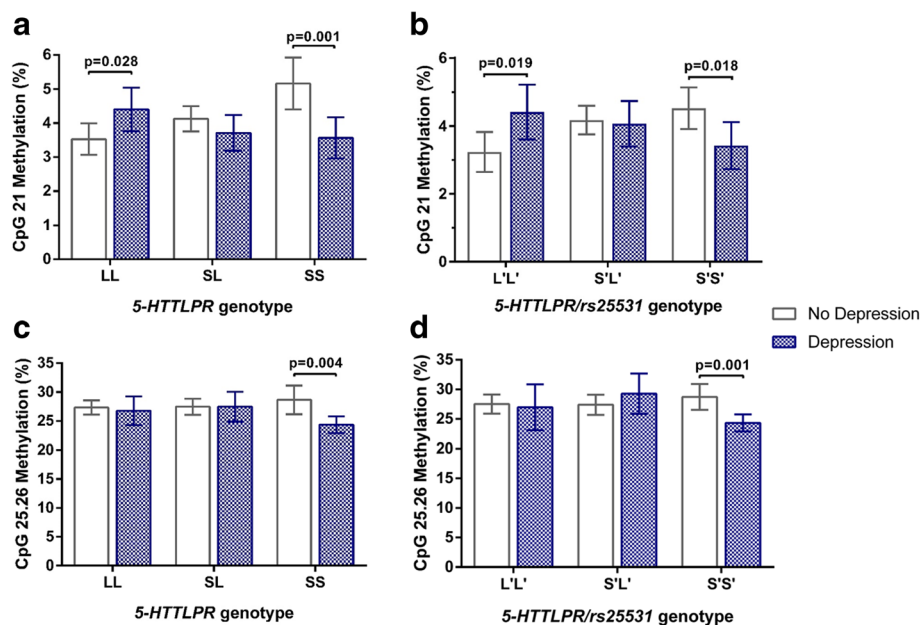 a
p=0.028
p=0.001
CpG 21 Methylation (%)
6
5
4
3
2
1
0
LL SL SS
5-HTTLPR genotype
b
p=0.019
p=0.018
CpG 21 Methylation (%)
6
4
2
0
L'L' S'L' S'S'
5-HTTLPR/rs25531 genotype
No Depression
Depression
c
p=0.004
CpG 25.26 Methylation (%)
35
30
25
20
15
10
5
0
LL SL SS
5-HTTLPR genotype
d
p=0.001
CpG 25.26 Methylation (%)
35
30
25
20
15
10
5
0
L'L' S'L' S'S'
5-HTTLPR/rs25531 genotype